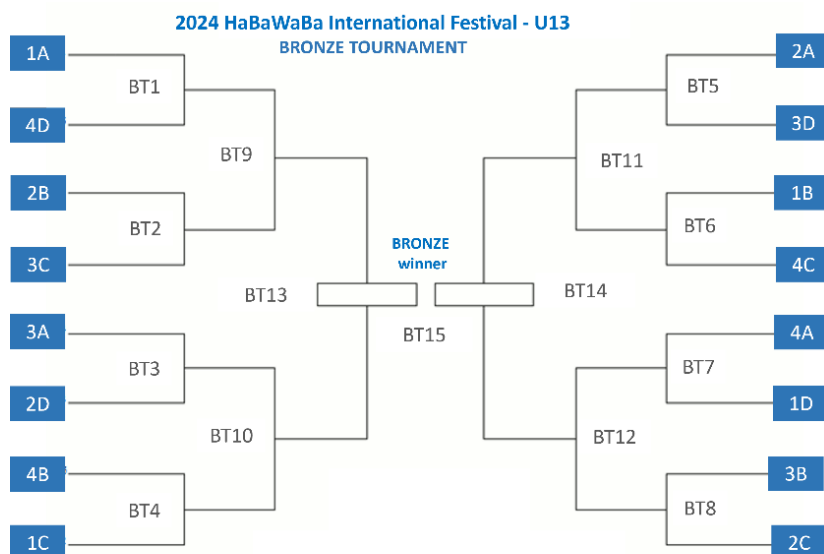 2024 HaBaWaBa International Festival - U13
BRONZE TOURNAMENT
1A
2A
BT1
BT5
4D
3D
BT9
BT11
2B
1B
BT2
BT6
3C
4C
BRONZE
winner
BT13
BT14
BT15
3A
4A
BT3
BT7
2D
1D
BT10
BT12
4B
3B
BT4
BT8
1C
2C